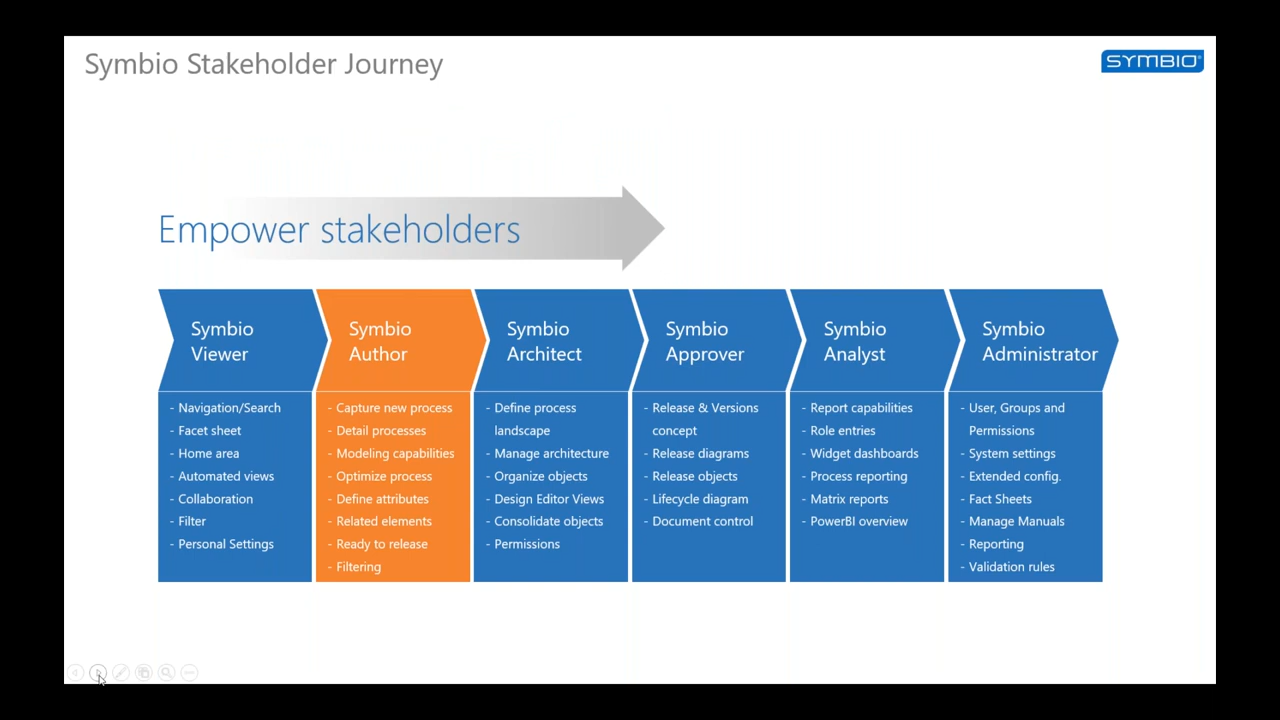 Symbio Stakeholder Journey
SYMBIO®
Empower stakeholders
Symbio
Viewer
- Navigation/Search
- Facet sheet
- Home area
- Automated views
- Collaboration
- Filter
- Personal Settings
Symbio
Author
- Capture new process
- Detail processes
- Modeling capabilities
- Optimize process
- Define attributes
- Related elements
- Ready to release
- Filtering
Symbio
Architect
- Define process
landscape
- Manage architecture
- Organize objects
- Design Editor Views
- Consolidate objects
- Permissions
Symbio
Approver
- Release & Versions
concept
- Release diagrams
- Release objects
- Lifecycle diagram
- Document control
Symbio
Analyst
- Report capabilities
- Role entries
- Widget dashboards
- Process reporting
- Matrix reports
- PowerBI overview
Symbio
Administrator
- User, Groups and
Permissions
- System settings
- Extended config.
- Fact Sheets
- Manage Manuals
- Reporting
- Validation rules